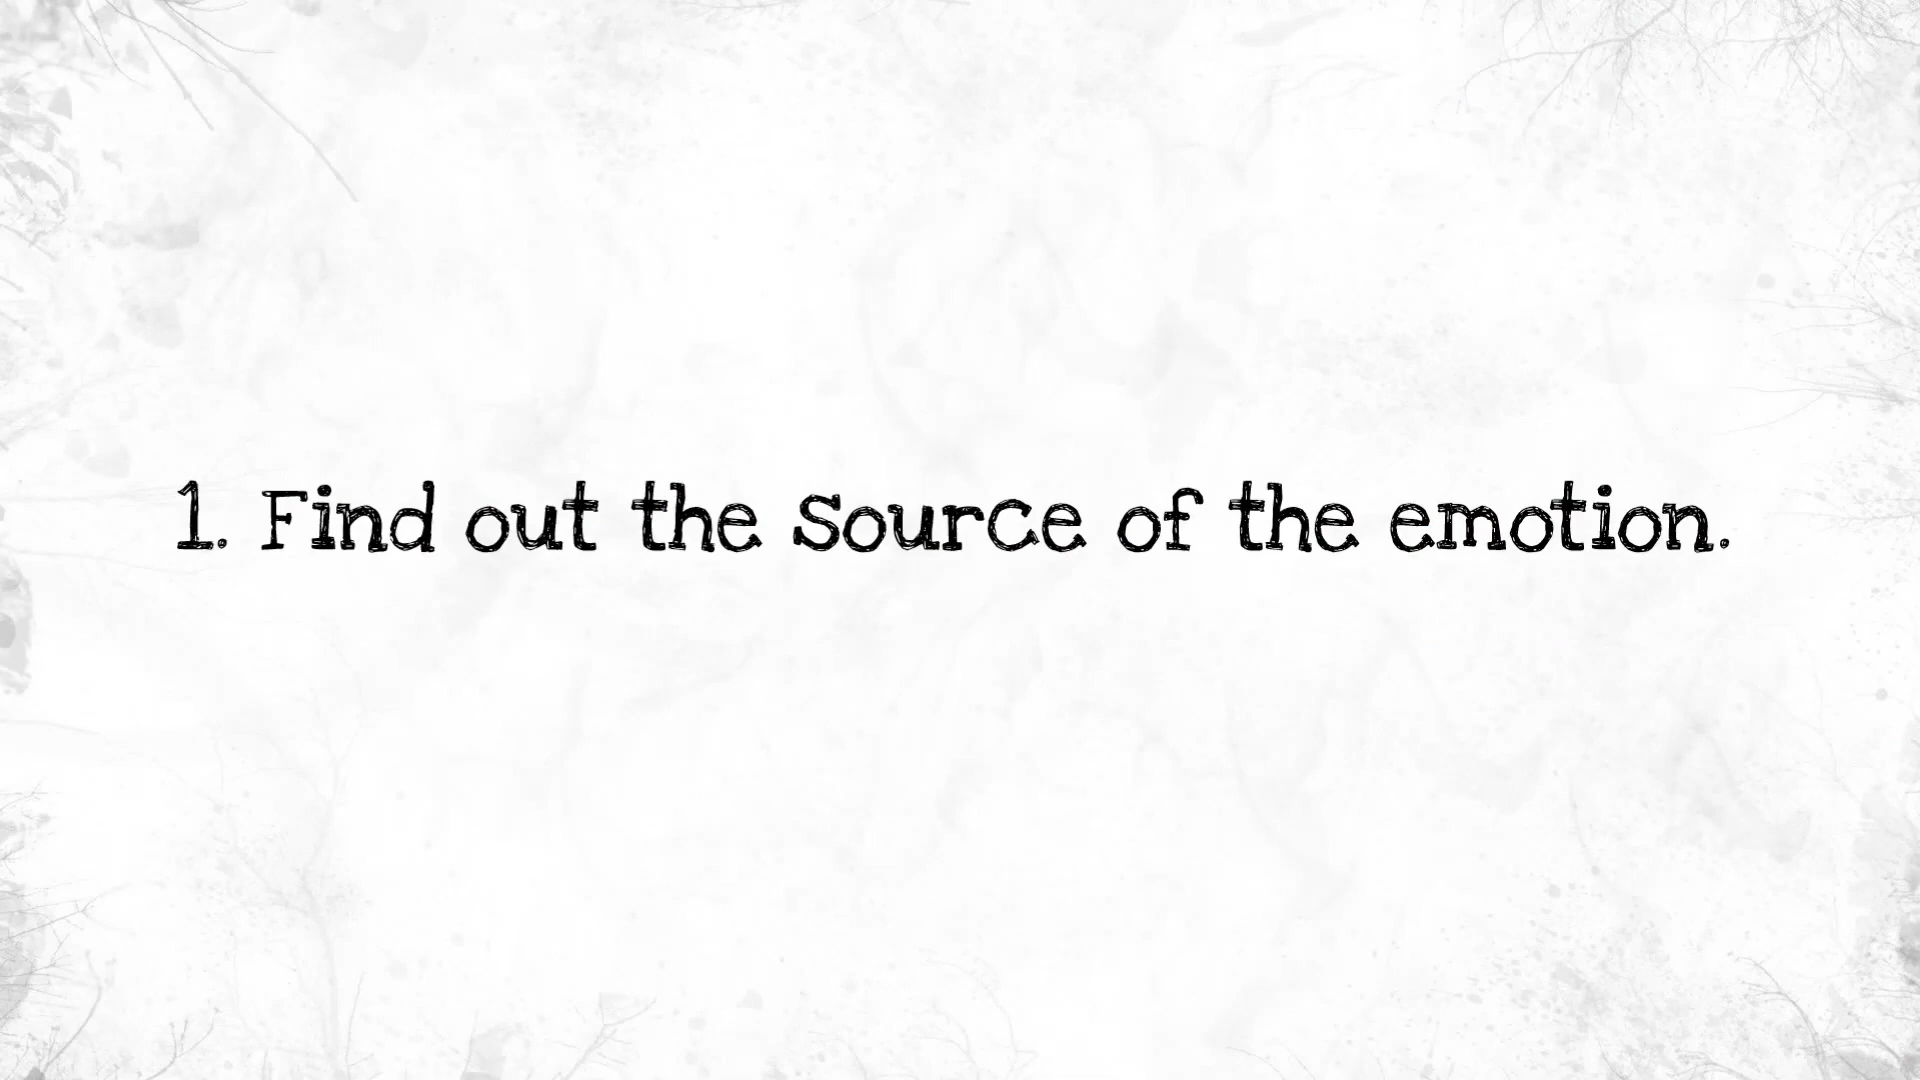 1. Find out the source of the emotion.